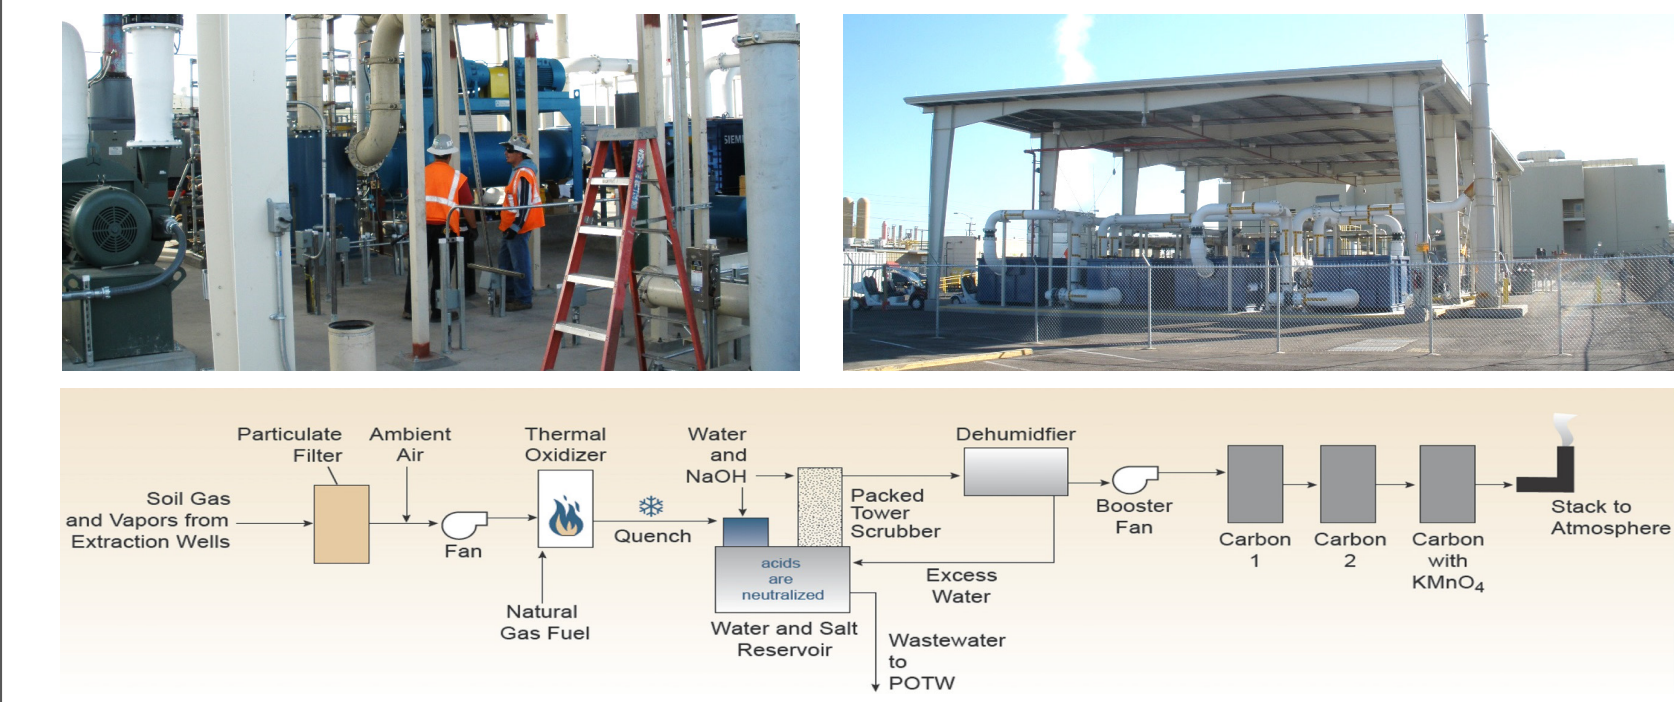 SIEM
Particulate
Filter
Ambient
Air
Thermal
Oxidizer
Water
and
NaOH
Dehumidfier
Soil Gas
and Vapors from
Extraction Wells
Fan
Quench
Packed
Tower
Scrubber
Booster
Fan
Carbon
1
Carbon
2
Carbon
with
KMnO4
Stack to
Atmosphere
Natural
Gas Fuel
acids
are
neutralized
Excess
Water
Water and Salt
Reservoir
Wastewater
to
POTW